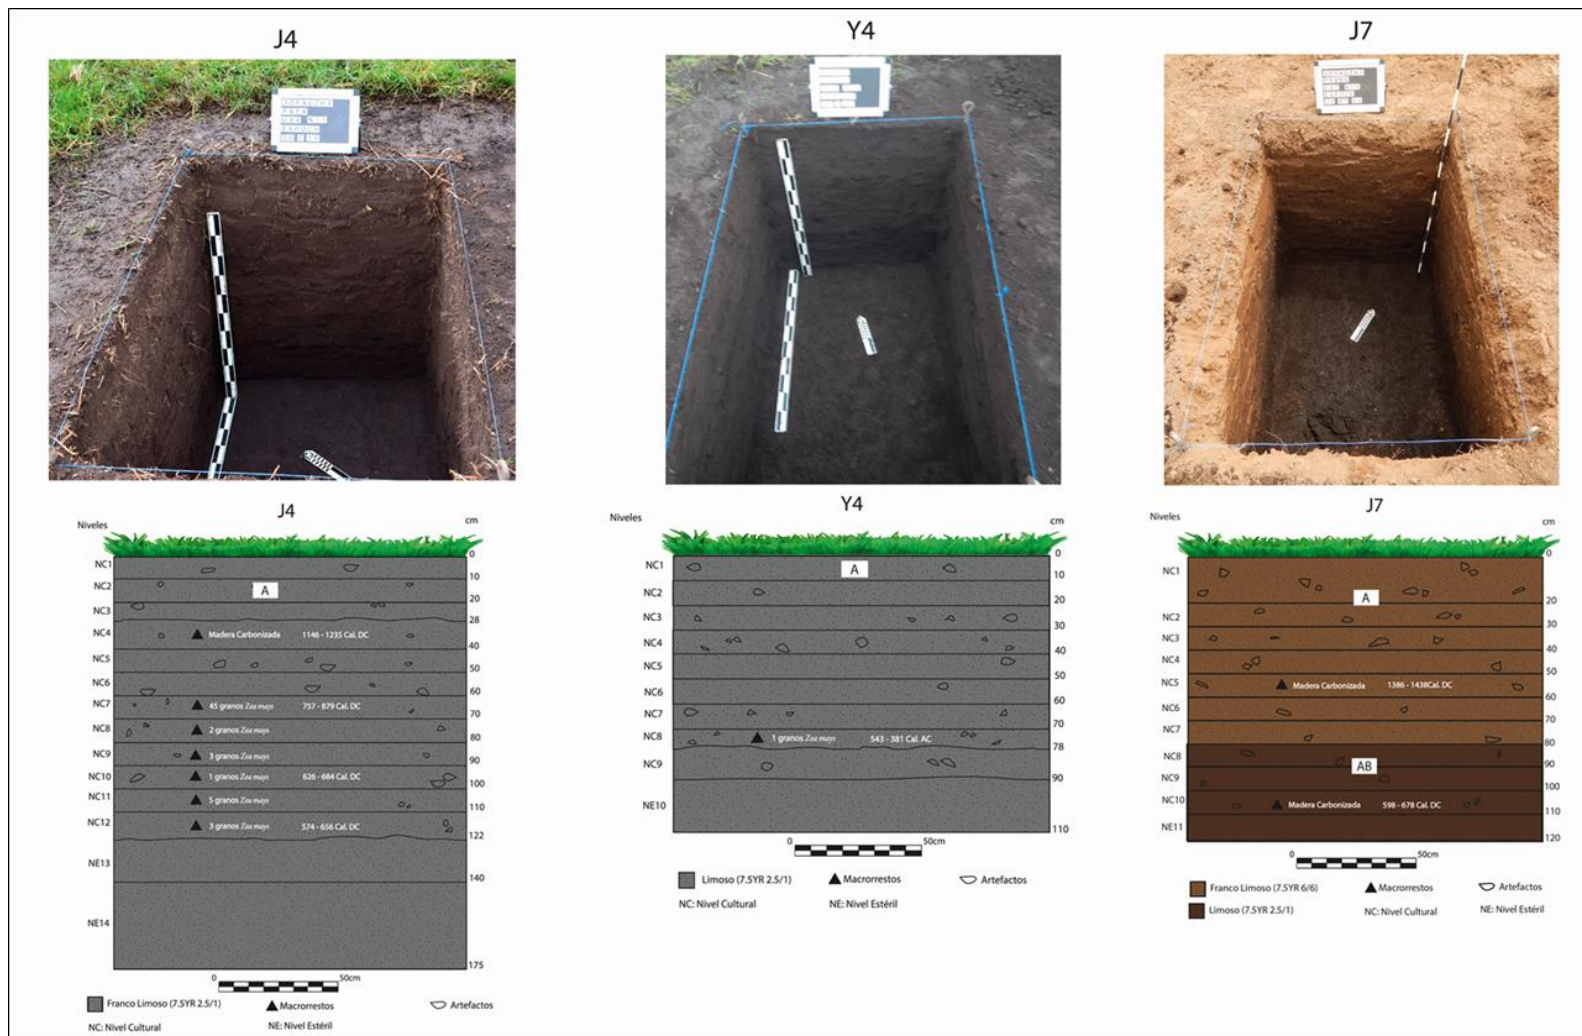 J4
Y4
J7
J4
Niveles
cm
0
NC1
10
NC2
A
20
NC3
28
NC4
Madera Carbonizada 1146 - 1235 Cal. DC
40
NC5
50
NC6
60
NC7
45 granos Zea mays 757 - 879 Cal. DC
70
NC8
2 granos Zea mays
80
NC9
3 granos Zea mays
90
NC10
1 granos Zea mays 626 - 684 Cal. DC
100
NC11
5 granos Zea mays
110
NC12
3 granos Zea mays 574 - 656 Cal. DC
122
NE13
140
NE14
175
0 50cm
Franco Limoso (7.5YR 2.5/1) Macrorrestos Artefactos
NC: Nivel Cultural NE: Nivel Estéril
Y4
Niveles
cm
0
NC1
A
10
NC2
20
NC3
30
NC4
40
NC5
50
NC6
60
NC7
70
NC8
1 granos Zea mays 543 - 381 Cal. AC
78
NC9
90
NE10
110
0 50cm
Limoso (7.5YR 2.5/1) Macrorrestos Artefactos
NC: Nivel Cultural NE: Nivel Estéril
J7
Niveles
cm
0
NC1
A
20
NC2
30
NC3
40
NC4
50
NC5
Madera Carbonizada 1386 - 1438Cal. DC
60
NC6
70
NC7
80
NC8
AB
90
NC9
100
NC10
Madera Carbonizada 598 - 678 Cal. DC
110
NE11
120
0 50cm
Franco Limoso (7.5YR 6/6) Macrorrestos Artefactos
Limoso (7.5YR 2.5/1) NC: Nivel Cultural NE: Nivel Estéril